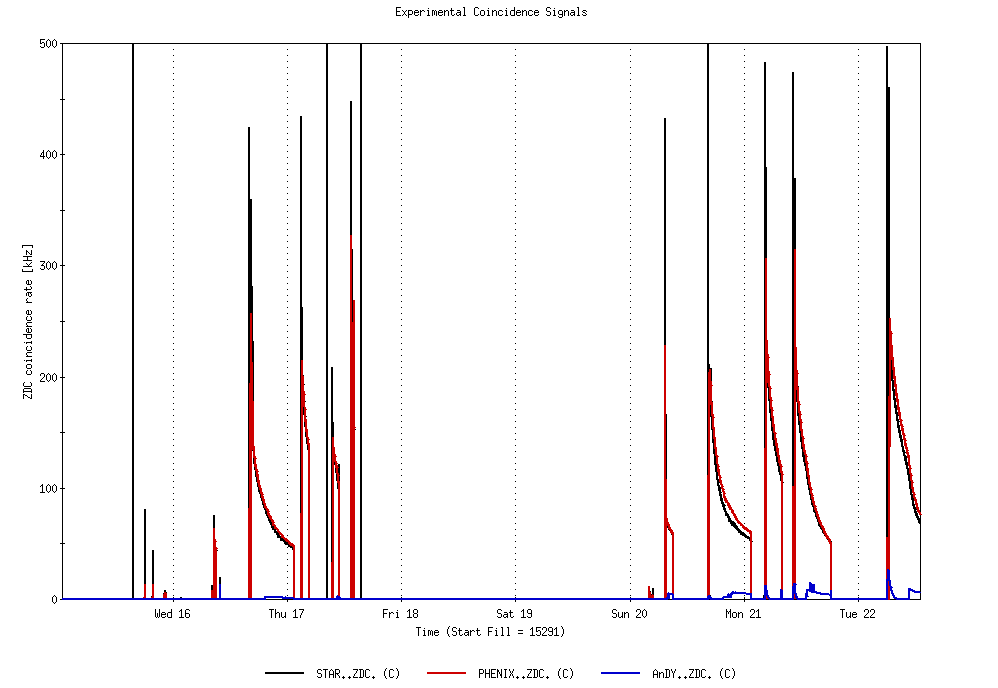 Experimental Coincidence Signals
500
400
300
200
100
0
ZDC coincidence rate [kHz]
Wed 16 Thu 17 Fri 18 Sat 19 Sun 20 Mon 21 Tue 22
Time (Start Fill = 15291)
STAR..ZDC. (C) PHENIX..ZDC. (C) AnDY..ZDC. (C)